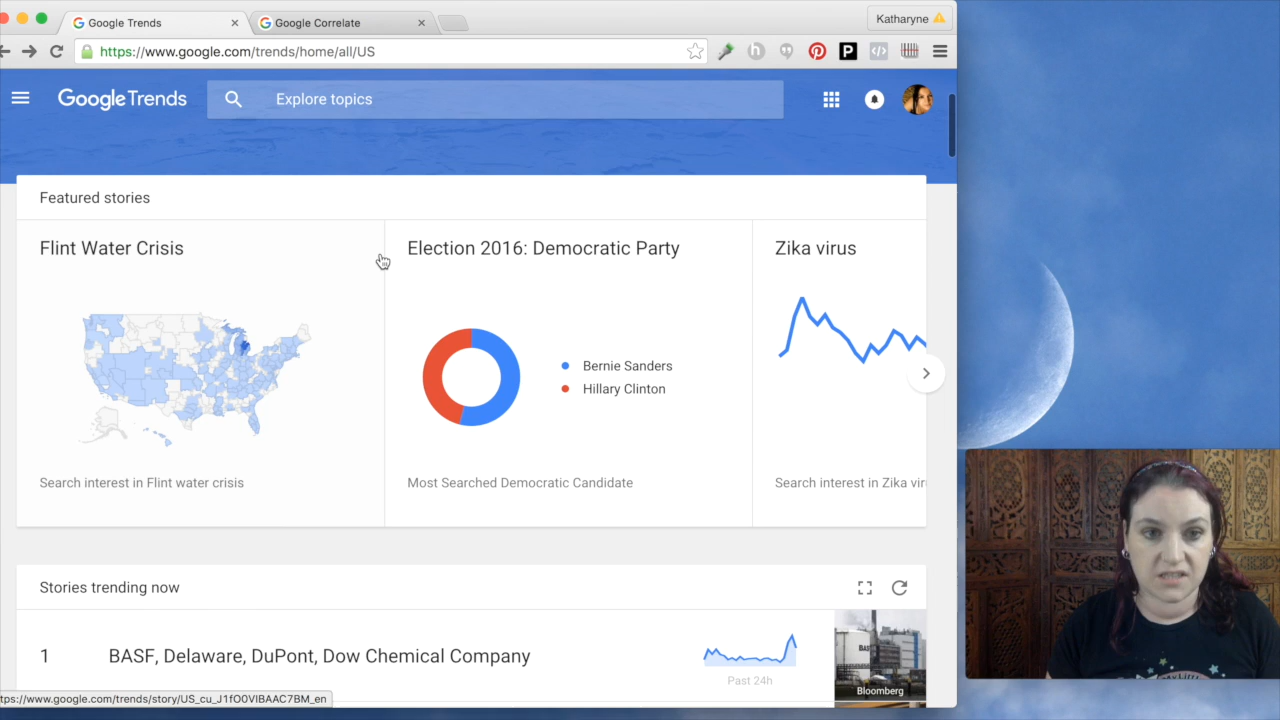 Google Trends
Google Correlate
Katharyne
https://www.google.com/trends/home/all/US
Google Trends
Explore topics
Featured stories
Flint Water Crisis
Election 2016: Democratic Party
Zika virus
Bernie Sanders
Hillary Clinton
Search interest in Flint water crisis
Most Searched Democratic Candidate
Search interest in Zika vir
Stories trending now
1
BASF, Delaware, DuPont, Dow Chemical Company
Past 24h
Bloomberg
tps://www.google.com/trends/story/US_cu_J1fO0VIBAAC7BM_en